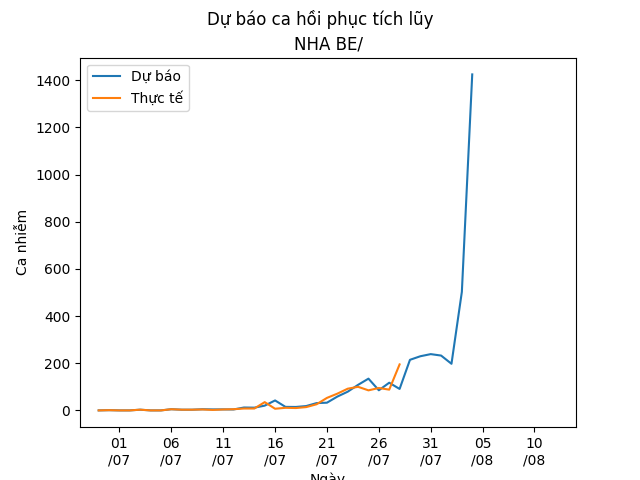 Dự báo ca hồi phục tích lũy
NHA BE/
Dự báo
Thực tế
Ca nhiễm
1400
1200
1000
800
600
400
200
0
01 06 11 16 21 26 31 05 10
/07 /07 /07 /07 /07 /07 /07 /08 /08
Ngày